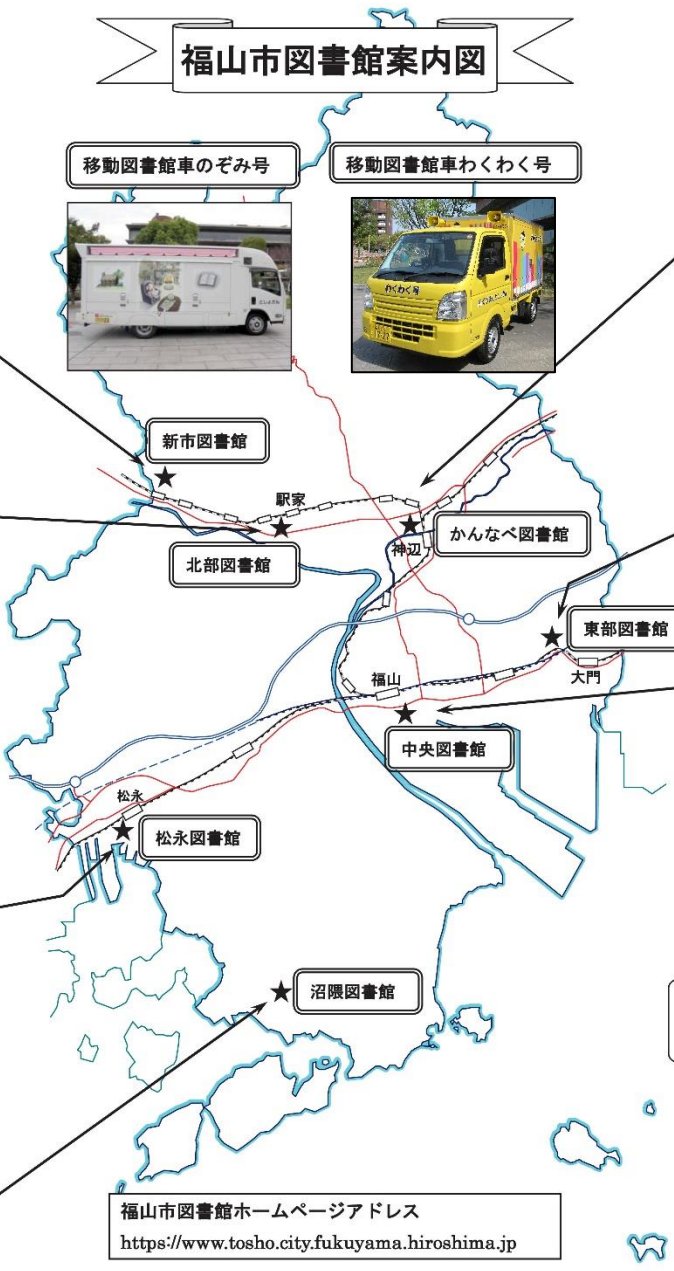 福山市図書館案内図
移動図書館車のぞみ号
移動図書館車わくわく号
わくわく号
新市図書館
駅家
北部図書館
神辺
かんなべ図書館
東部図書館
大門
福山
中央図書館
松永
松永図書館
沼隈図書館
福山市図書館ホームページアドレス
https://www.tosho.city.fukuyama.hiroshima.jp